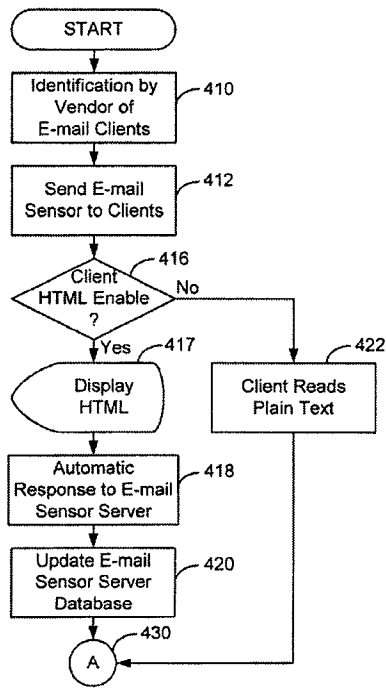 START
Identification by
Vendor of
E-mail Clients
410
Send E-mail
Sensor to Clients
412
416
Client
HTML Enable
?
No
Yes
417
Display
HTML
422
Client Reads
Plain Text
Automatic
Response to E-mail
Sensor Server
418
Update E-mail
Sensor Server
Database
420
430
A